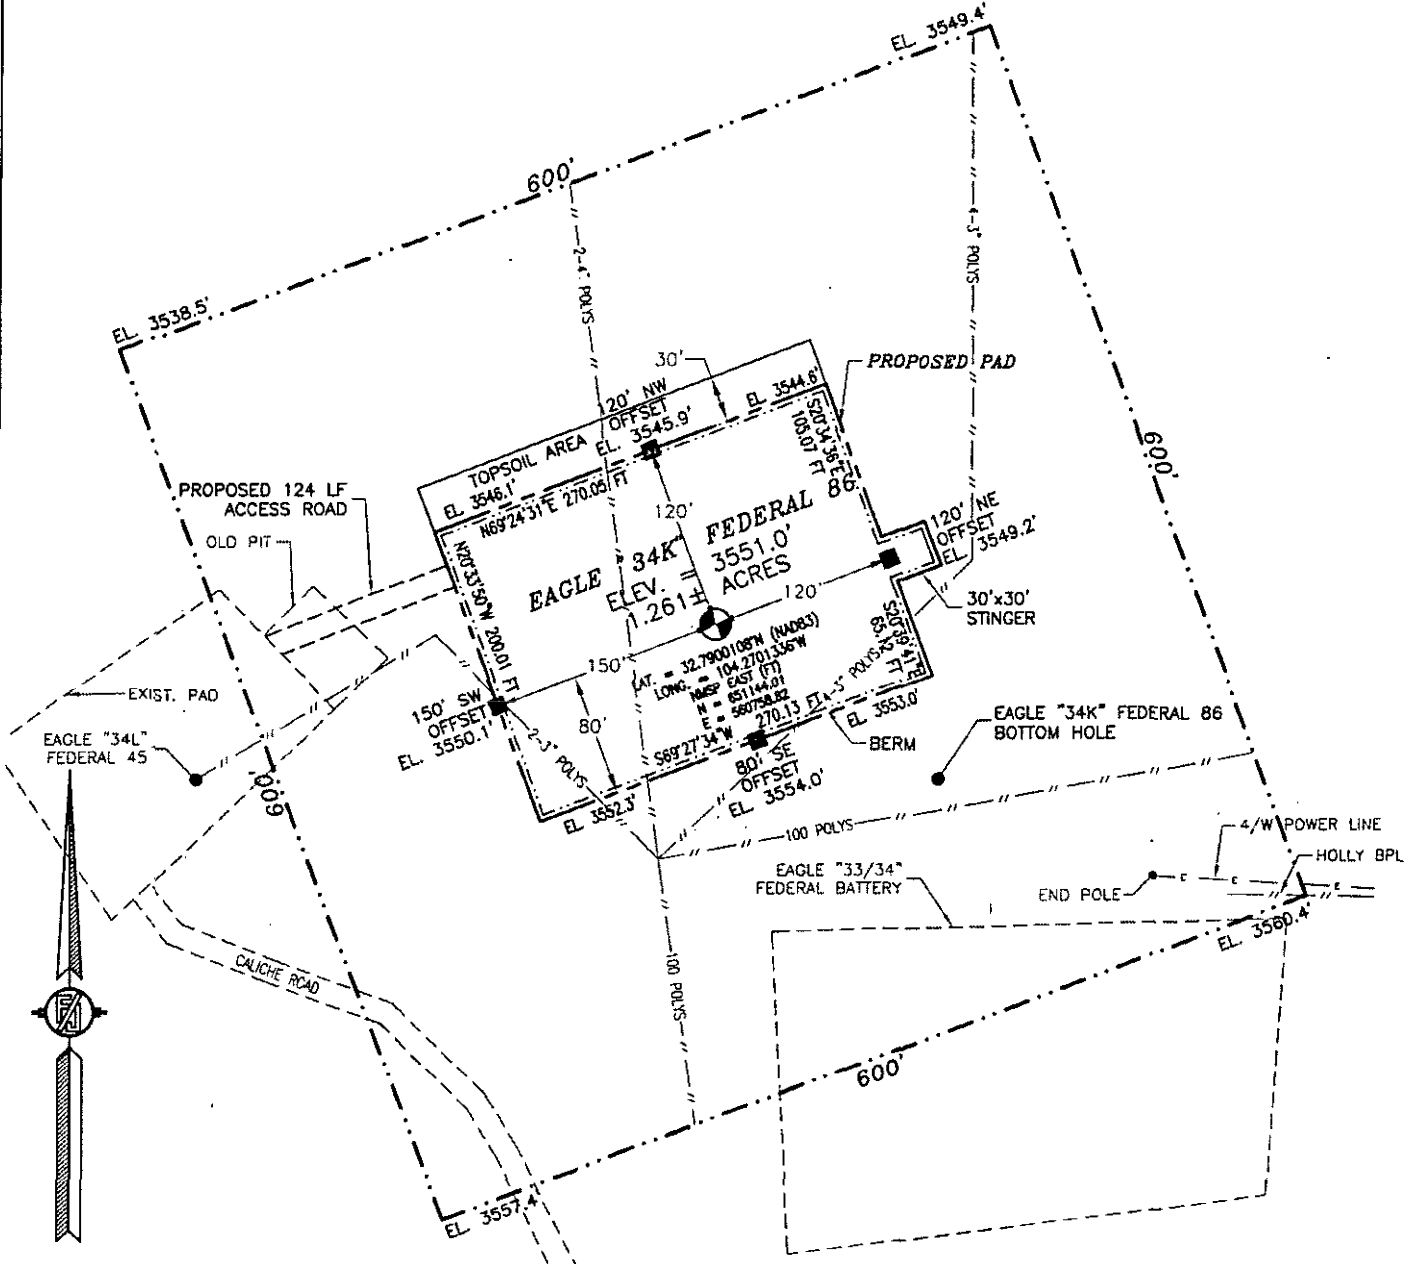 EL. 3549.4'
600'
EL. 3538.5'
2-4" POLYS
4-3" POLYS
30'
PROPOSED PAD
120' NW
OFFSET
EL. 3545.9'
EL 3544.6'
TOPSOIL AREA
EL 3546.1'
N69°24'31"E 270.05 FT
S20°34'36"E
105.07 FT
600'
PROPOSED 124 LF
ACCESS ROAD
OLD PIT
N20°33'50"W 200.01 FT
120'
EAGLE "34K" FEDERAL 86
ELEV. = 3551.0'
1.261± ACRES
120' NE
OFFSET
EL. 3549.2'
120'
30'x30'
STINGER
150'
LAT. = 32.7900108°N (NAD83)
LONG. = 104.2701336°W
NMSP EAST (FT)
N = 651144.01
E = 560758.82
S20°39'41"E
FT
EXIST. PAD
150' SW
OFFSET
EL. 3550.1'
80'
2-3" POLYS
4-3" POLYS
S69°27'34"W 270.13 FT
EL 3553.0'
BERM
EAGLE "34K" FEDERAL 86
BOTTOM HOLE
EAGLE "34L"
FEDERAL 45
600'
80' SE
OFFSET
EL. 3554.0'
EL 3552.3'
100 POLYS
4/W POWER LINE
HOLLY BPL
EAGLE "33/34"
FEDERAL BATTERY
END POLE
E
E
EL. 3560.4'
CALICHE ROAD
100 POLYS
600'
EL. 3557.4'